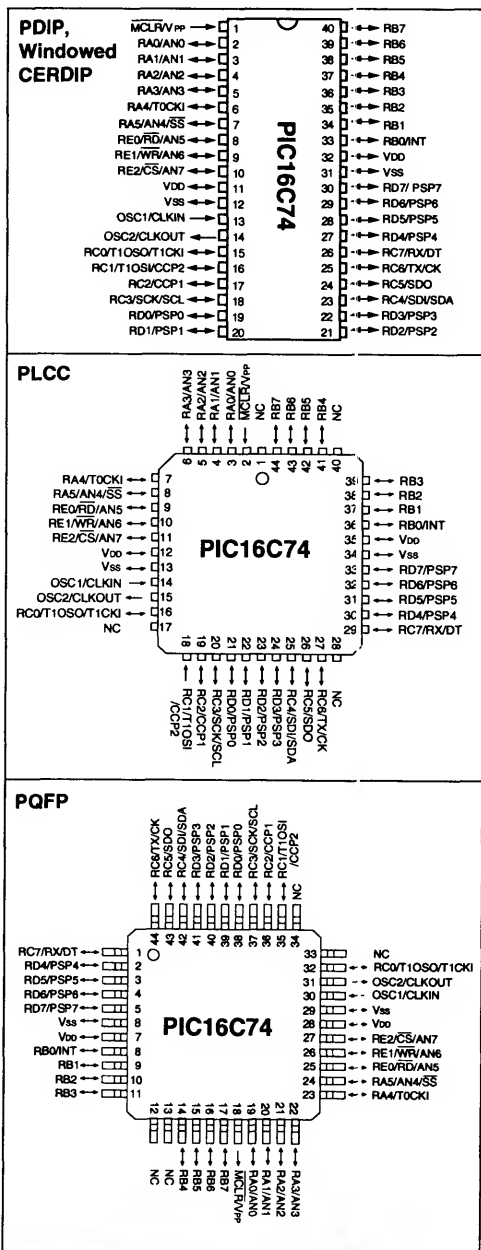 PDIP,
Windowed
CERDIP
MCLR/VPP 1 40 RB7
RA0/AN0 2 39 RB6
RA1/AN1 3 38 RB5
RA2/AN2 4 37 RB4
RA3/AN3 5 36 RB3
RA4/T0CKI 6 35 RB2
RA5/AN4/SS 7 34 RB1
RE0/RD/AN5 8 33 RB0/INT
RE1/WR/AN6 9 32 VDD
RE2/CS/AN7 10 31 VSS
VDD 11 30 RD7/ PSP7
VSS 12 29 RD6/PSP6
OSC1/CLKIN 13 28 RD5/PSP5
OSC2/CLKOUT 14 27 RD4/PSP4
RC0/T1OSO/T1CKI 15 26 RC7/RX/DT
RC1/T1OSI/CCP2 16 25 RC6/TX/CK
RC2/CCP1 17 24 RC5/SDO
RC3/SCK/SCL 18 23 RC4/SDI/SDA
RD0/PSP0 19 22 RD3/PSP3
RD1/PSP1 20 21 RD2/PSP2
PIC16C74
PLCC
RA3/AN3 RA2/AN2 RA1/AN1 RA0/AN0 MCLR/VPP NC RB7 RB6 RB5 RB4 NC
6 5 4 3 2 1 44 43 42 41 40
RA4/T0CKI 7 39 RB3
RA5/AN4/SS 8 38 RB2
RE0/RD/AN5 9 37 RB1
RE1/WR/AN6 10 36 RB0/INT
RE2/CS/AN7 11 35 VDD
VDD 12 34 VSS
VSS 13 33 RD7/PSP7
OSC1/CLKIN 14 32 RD6/PSP6
OSC2/CLKOUT 15 31 RD5/PSP5
RC0/T1OSO/T1CKI 16 30 RD4/PSP4
NC 17 29 RC7/RX/DT
PIC16C74
18 19 20 21 22 23 24 25 26 27 28
RC1/T1OSI
/CCP2
RC2/CCP1 RC3/SCK/SCL RD0/PSP0 RD1/PSP1 RD2/PSP2 RD3/PSP3 RC4/SDI/SDA RC5/SDO RC6/TX/CK NC
PQFP
RC6/TX/CK RC5/SDO RC4/SDI/SDA RD3/PSP3 RD2/PSP2 RD1/PSP1 RD0/PSP0 RC3/SCK/SCL RC2/CCP1 RC1/T1OSI
/CCP2
NC
44 43 42 41 40 39 38 37 36 35 34
RC7/RX/DT 1 33 NC
RD4/PSP4 2 32 RC0/T1OSO/T1CKI
RD5/PSP5 3 31 OSC2/CLKOUT
RD6/PSP6 4 30 OSC1/CLKIN
RD7/PSP7 5 29 VSS
VSS 6 28 VDD
VDD 7 27 RE2/CS/AN7
RB0/INT 8 26 RE1/WR/AN6
RB1 9 25 RE0/RD/AN5
RB2 10 24 RA5/AN4/SS
RB3 11 23 RA4/T0CKI
PIC16C74
12 13 14 15 16 17 18 19 20 21 22
NC NC RB4 RB5 RB6 RB7 MCLR/VPP RA0/AN0 RA1/AN1 RA2/AN2 RA3/AN3